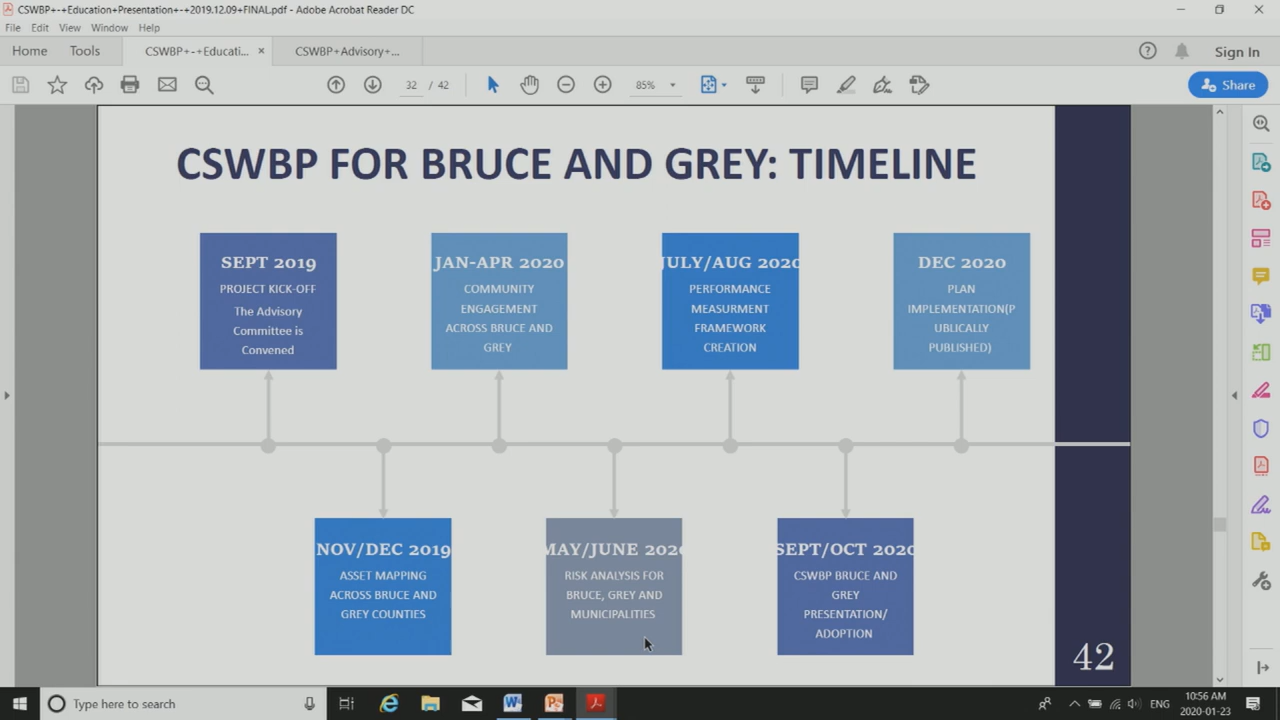 CSWBP+-+Education+Presentation+-+2019.12.09+FINAL.pdf - Adobe Acrobat Reader DC
File Edit View Window Help
Home Tools CSWBP+-+Educati... × CSWBP+Advisory+... Sign In
32 / 42 85% Share
CSWBP FOR BRUCE AND GREY: TIMELINE
SEPT 2019
PROJECT KICK-OFF
The Advisory
Committee is
Convened
JAN-APR 2020
COMMUNITY
ENGAGEMENT
ACROSS BRUCE AND
GREY
JULY/AUG 2020
PERFORMANCE
MEASURMENT
FRAMEWORK
CREATION
DEC 2020
PLAN
IMPLEMENTATION(P
UBLICALLY
PUBLISHED)
NOV/DEC 2019
ASSET MAPPING
ACROSS BRUCE AND
GREY COUNTIES
MAY/JUNE 2020
RISK ANALYSIS FOR
BRUCE, GREY AND
MUNICIPALITIES
SEPT/OCT 2020
CSWBP BRUCE AND
GREY
PRESENTATION/
ADOPTION
42
Type here to search
ENG
10:56 AM
2020-01-23